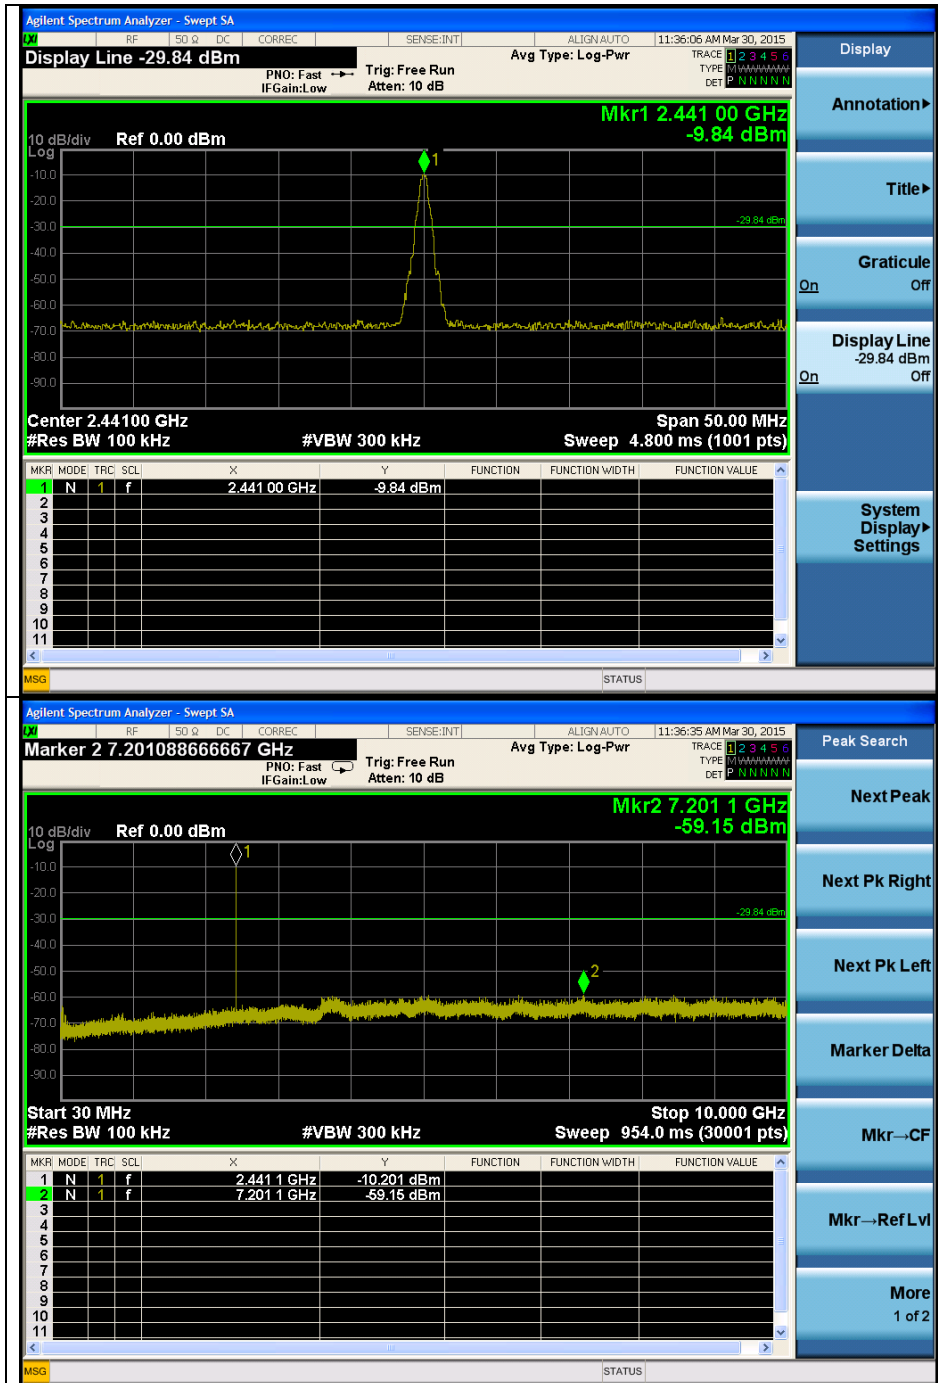 Agilent Spectrum Analyzer - Swept SA
LXI RF 50 Ω DC CORREC SENSE:INT ALIGN AUTO 11:36:06 AM Mar 30, 2015
Display Line -29.84 dBm
PNO: Fast Trig: Free Run
IFGain:Low Atten: 10 dB
Avg Type: Log-Pwr
TRACE 1 2 3 4 5 6
TYPE M W W W W W
DET P N N N N N
Mkr1 2.441 00 GHz
-9.84 dBm
10 dB/div Ref 0.00 dBm
Log
1
-10.0
-20.0
-29.84 dBm
-30.0
-40.0
-50.0
-60.0
-70.0
-80.0
-90.0
Center 2.44100 GHz Span 50.00 MHz
#Res BW 100 kHz #VBW 300 kHz Sweep 4.800 ms (1001 pts)
MKR MODE TRC SCL X Y FUNCTION FUNCTION WIDTH FUNCTION VALUE
1 N 1 f 2.441 00 GHz -9.84 dBm
2
3
4
5
6
7
8
9
10
11
MSG STATUS
Display
Annotation
Title
Graticule
On Off
Display Line
-29.84 dBm
On Off
System
Display
Settings
Agilent Spectrum Analyzer - Swept SA
LXI RF 50 Ω DC CORREC SENSE:INT ALIGN AUTO 11:36:35 AM Mar 30, 2015
Marker 2 7.201088666667 GHz
PNO: Fast Trig: Free Run
IFGain:Low Atten: 10 dB
Avg Type: Log-Pwr
TRACE 1 2 3 4 5 6
TYPE M W W W W W
DET P N N N N N
Mkr2 7.201 1 GHz
-59.15 dBm
10 dB/div Ref 0.00 dBm
Log
1
-10.0
-20.0
-29.84 dBm
-30.0
-40.0
-50.0
2
-60.0
-70.0
-80.0
-90.0
Start 30 MHz Stop 10.000 GHz
#Res BW 100 kHz #VBW 300 kHz Sweep 954.0 ms (30001 pts)
MKR MODE TRC SCL X Y FUNCTION FUNCTION WIDTH FUNCTION VALUE
1 N 1 f 2.441 1 GHz -10.201 dBm
2 N 1 f 7.201 1 GHz -59.15 dBm
3
4
5
6
7
8
9
10
11
MSG STATUS
Peak Search
Next Peak
Next Pk Right
Next Pk Left
Marker Delta
Mkr→CF
Mkr→Ref Lvl
More
1 of 2